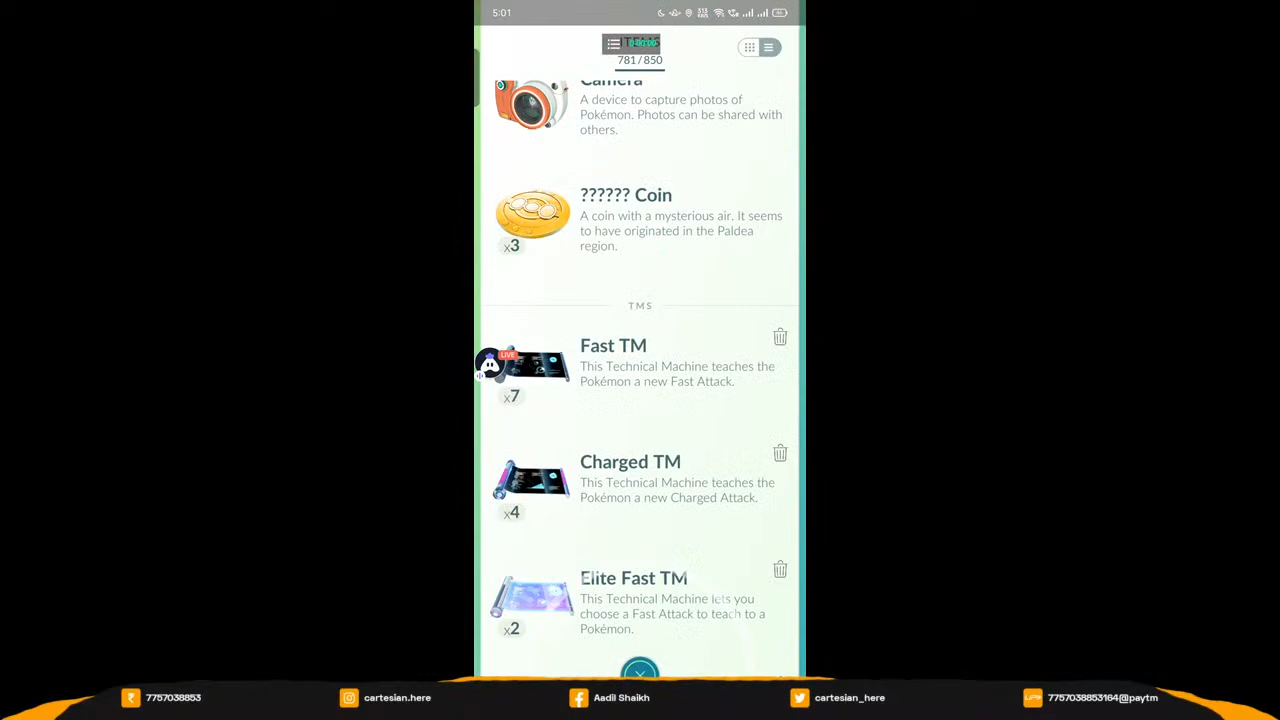 5:01
ITEMS
781/850
Camera
A device to capture photos of
Pokémon. Photos can be shared with
others.
?????? Coin
A coin with a mysterious air. It seems
to have originated in the Paldea
region.
x3
TMS
Fast TM
This Technical Machine teaches the
Pokémon a new Fast Attack.
LIVE
x7
Charged TM
This Technical Machine teaches the
Pokémon a new Charged Attack.
x4
Elite Fast TM
This Technical Machine lets you
choose a Fast Attack to teach to a
Pokémon.
x2
7757038853
cartesian.here
Aadil Shaikh
cartesian_here
7757038853164@paytm